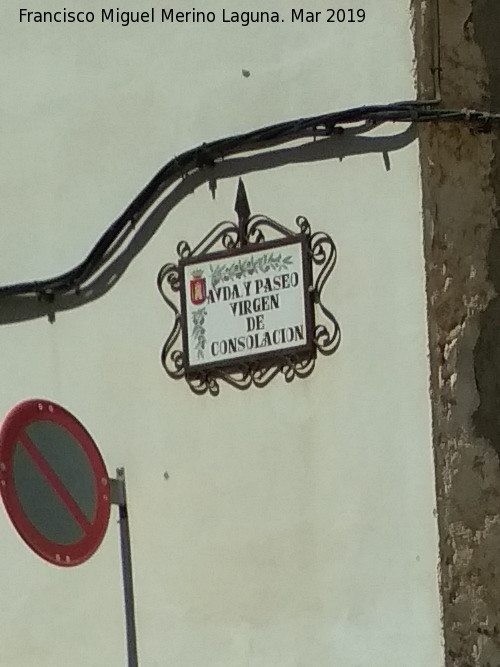 Francisco Miguel Merino Laguna. Mar 2019
AVDA. Y PASEO
VIRGEN
DE
CONSOLACION